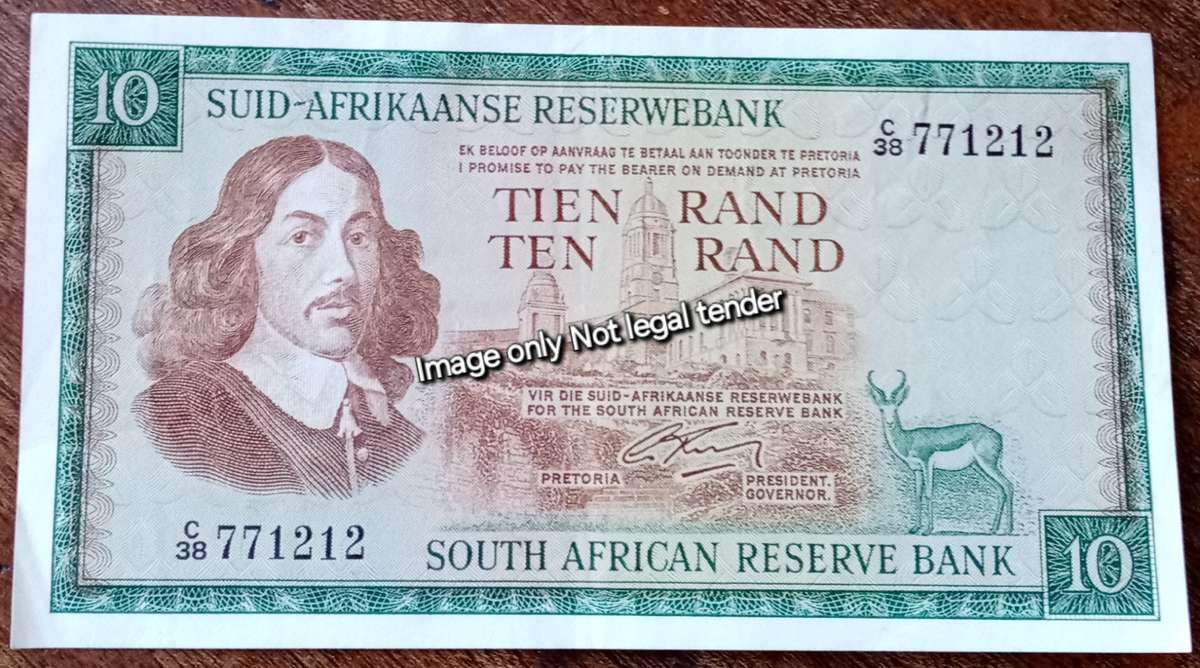 10
SUID-AFRIKAANSE RESERWEBANK
C/38 771212
EK BELOOF OP AANVRAAG TE BETAAL AAN TOONDER TE PRETORIA
I PROMISE TO PAY THE BEARER ON DEMAND AT PRETORIA
TIEN RAND
TEN RAND
Image only Not legal tender
VIR DIE SUID-AFRIKAANSE RESERWEBANK
FOR THE SOUTH AFRICAN RESERVE BANK
PRETORIA
PRESIDENT.
GOVERNOR.
C/38 771212
SOUTH AFRICAN RESERVE BANK
10